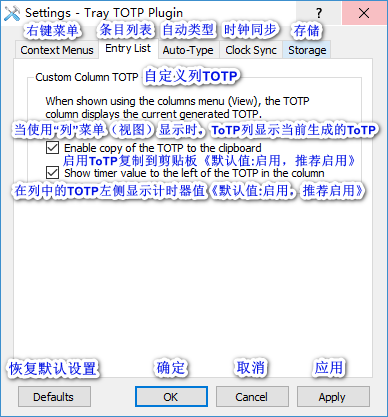 Settings - Tray TOTP Plugin
右键菜单 条目列表 自动类型 时钟同步 存储
Context Menus Entry List Auto-Type Clock Sync Storage
Custom Column TOTP 自定义列TOTP
When shown using the columns menu (View), the TOTP
column displays the current generated TOTP.
当使用“列”菜单（视图）显示时。ToTP列显示当前生成的ToTP
Enable copy of the TOTP to the clipboard
启用ToTP复制到剪贴板《默认值:启用，推荐启用》
Show timer value to the left of the TOTP in the column
在列中的TOTP左侧显示计时器值《默认值:启用。推荐启用》
恢复默认设置 确定 取消 应用
Defaults OK Cancel Apply